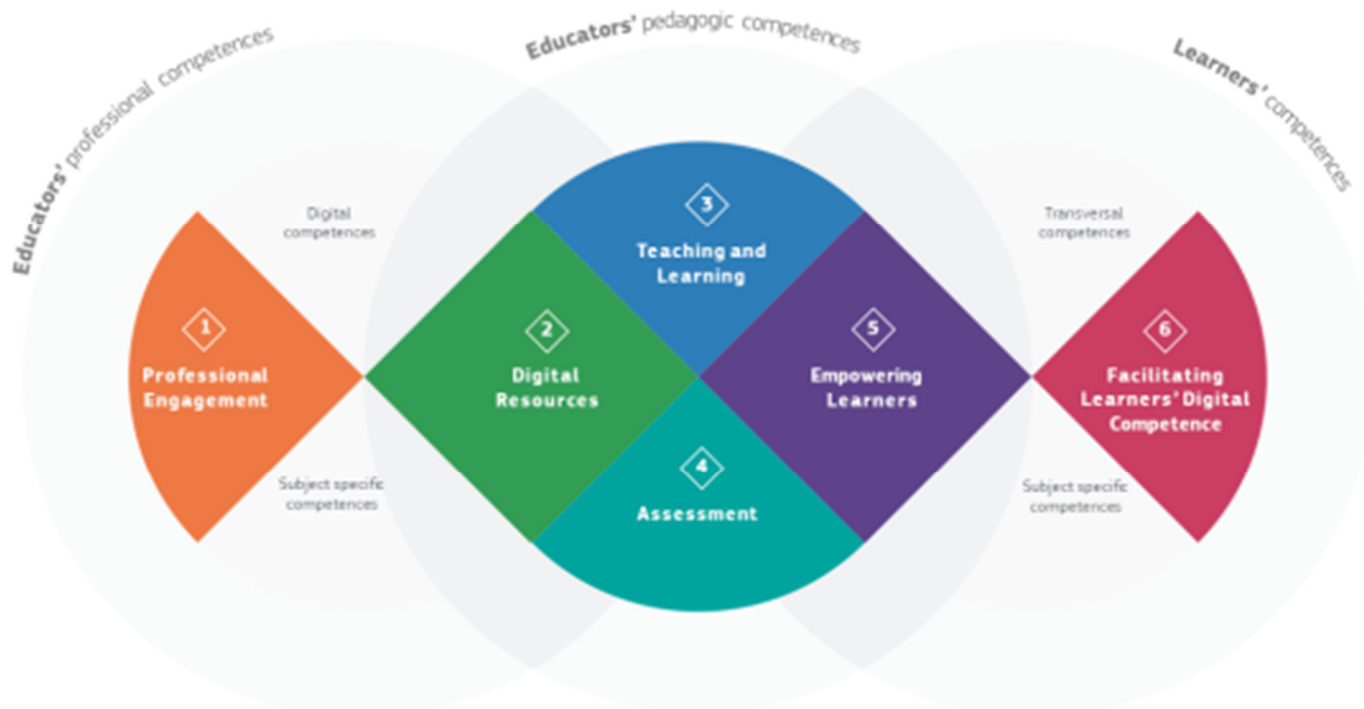 Educators' professional competences
Educators' pedagogic competences
Learners' competences
Digital
competences
Transversal
competences
1
Professional
Engagement
2
Digital
Resources
3
Teaching and
Learning
4
Assessment
5
Empowering
Learners
6
Facilitating
Learners' Digital
Competence
Subject specific
competences
Subject specific
competences